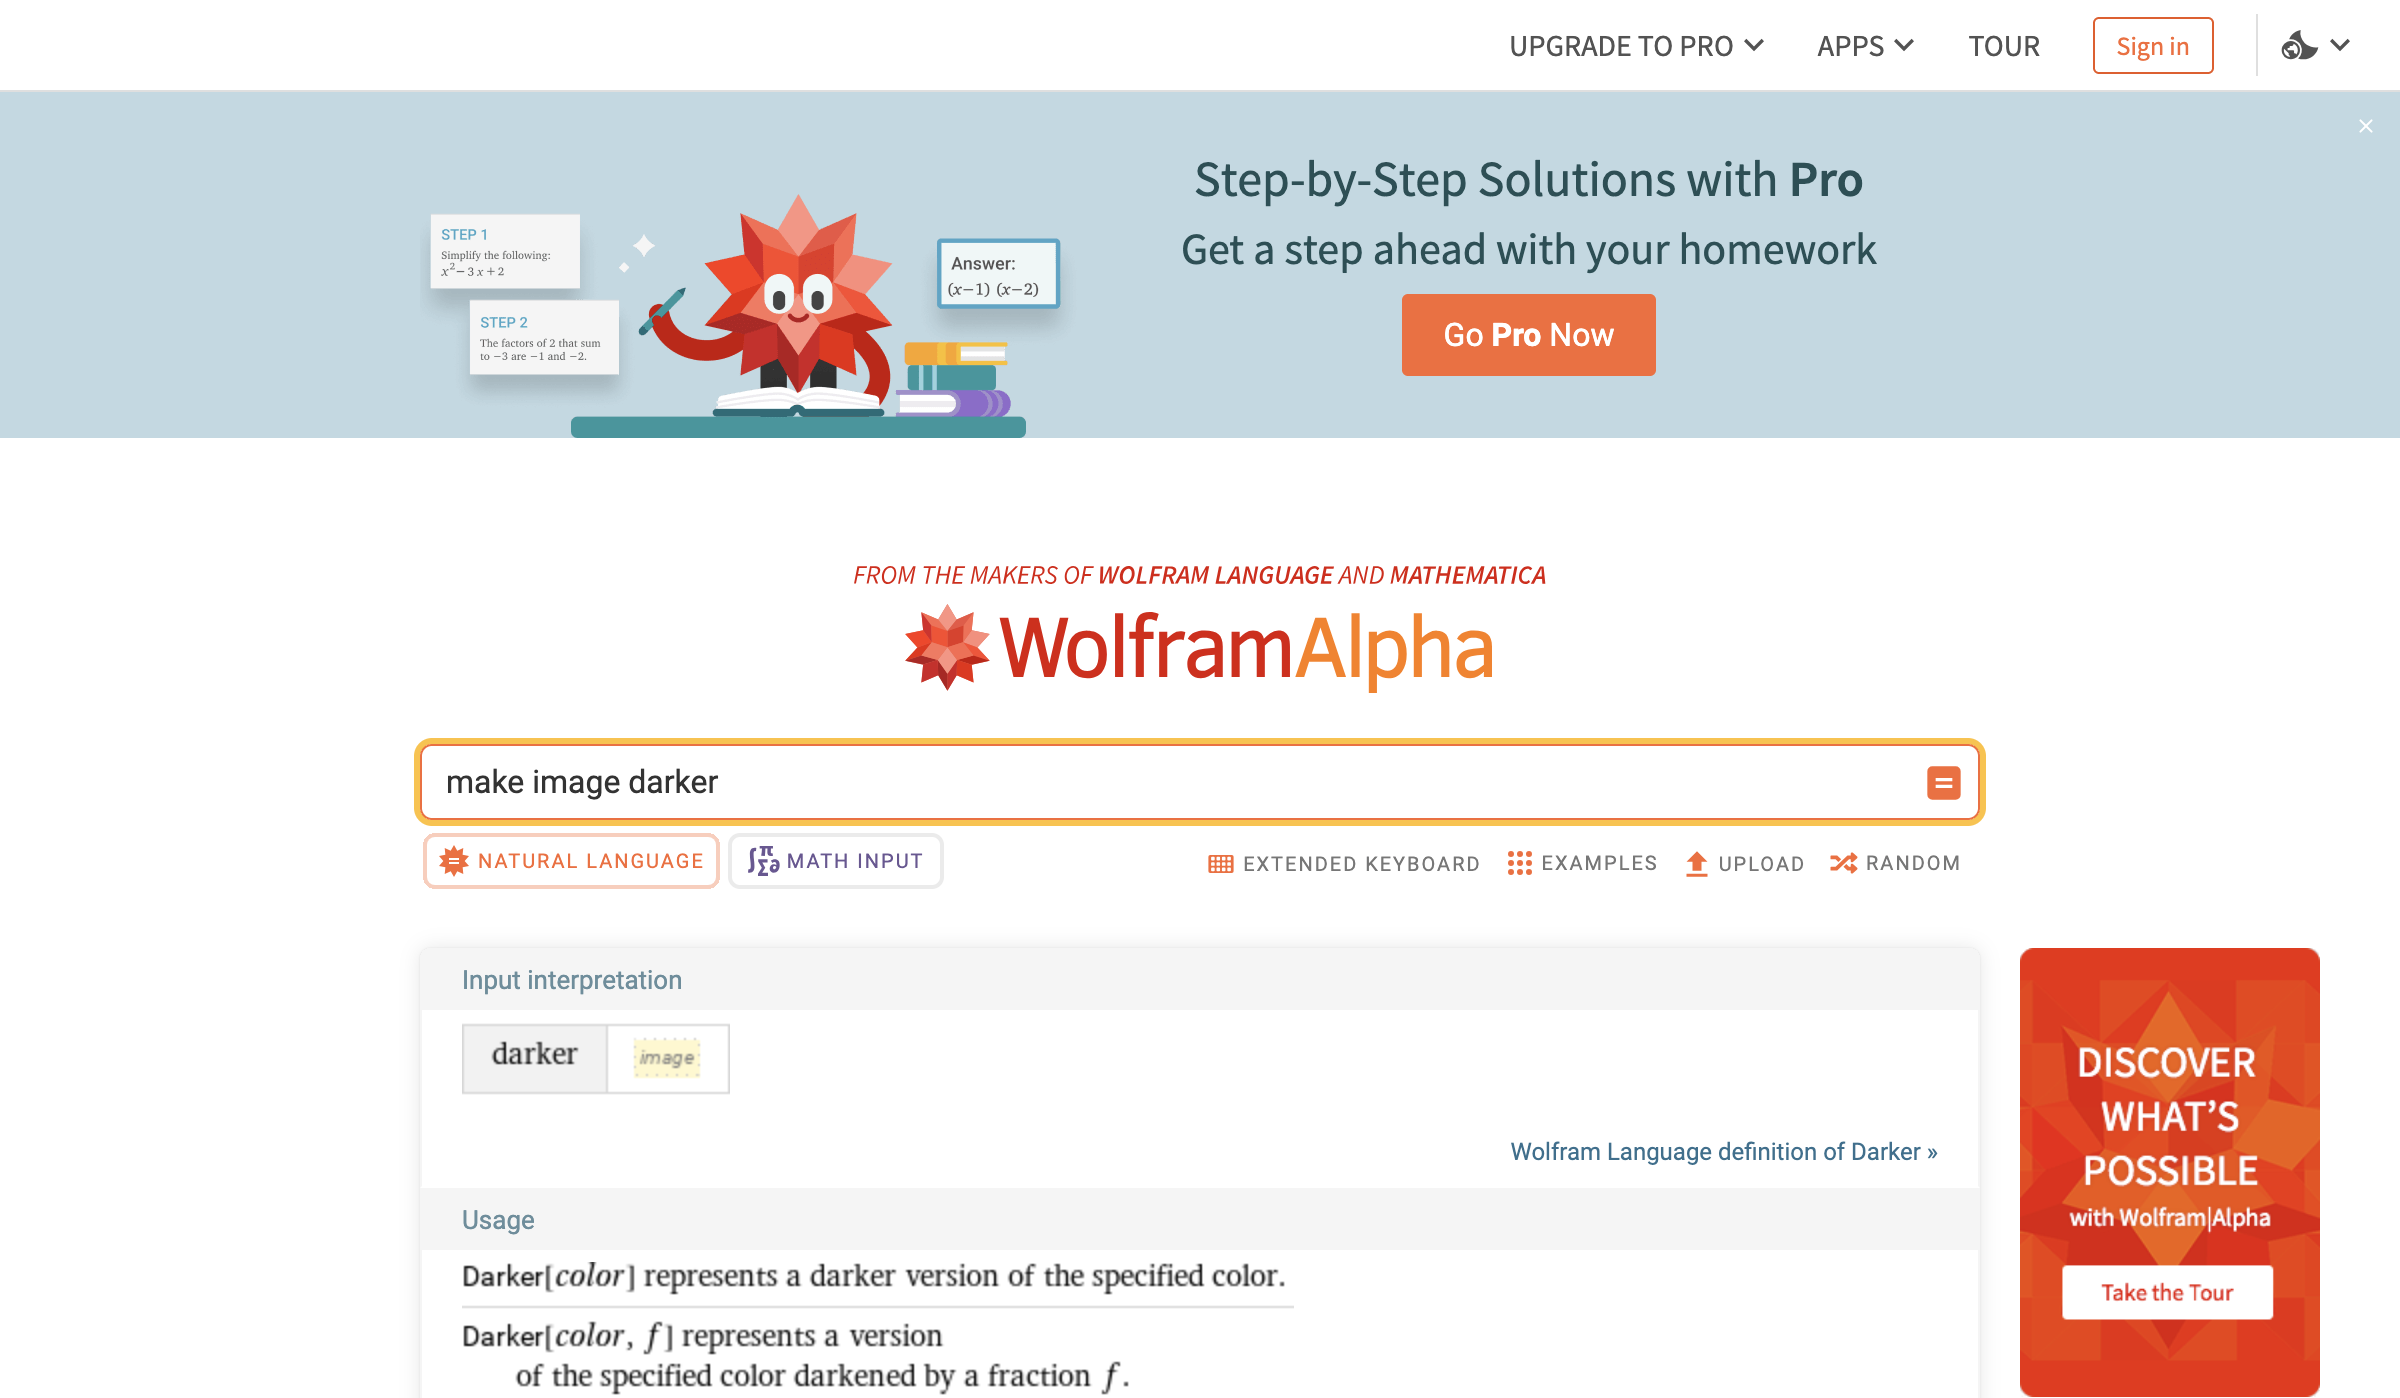 UPGRADE TO PRO
APPS
TOUR
Sign in
Step-by-Step Solutions with Pro
Get a step ahead with your homework
Go Pro Now
STEP 1
Simplify the following:
x²− 3 x + 2
STEP 2
The factors of 2 that sum
to −3 are −1 and −2.
Answer:
(x−1) (x−2)
FROM THE MAKERS OF WOLFRAM LANGUAGE AND MATHEMATICA
WolframAlpha
make image darker
=
NATURAL LANGUAGE
∫π∑∂ MATH INPUT
EXTENDED KEYBOARD
EXAMPLES
UPLOAD
RANDOM
Input interpretation
darker
image
Wolfram Language definition of Darker »
Usage
Darker[color] represents a darker version of the specified color.
Darker[color, f] represents a version
of the specified color darkened by a fraction f.
DISCOVER
WHAT'S
POSSIBLE
with Wolfram|Alpha
Take the Tour